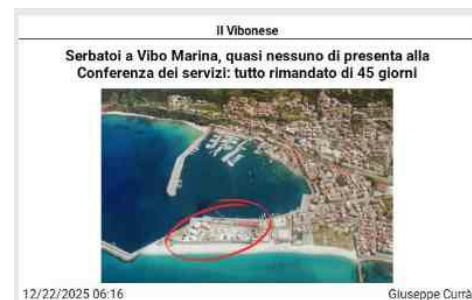 Il Vibonese
Serbatoi a Vibo Marina, quasi nessuno di presenta alla
Conferenza dei servizi: tutto rimandato di 45 giorni
12/22/2025 06:16
Giuseppe Currà